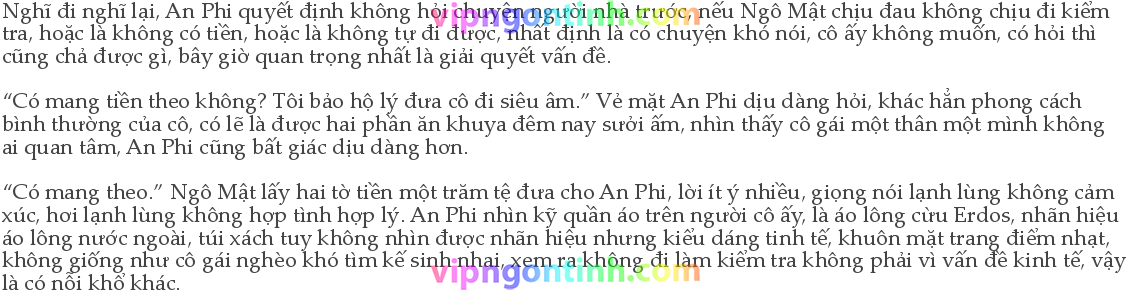 Nghĩ đi nghĩ lại, An Phi quyết định không hỏi chuyện người nhà trước, nếu Ngô Mật chịu đau không chịu đi kiểm
vipngontinh.com
tra, hoặc là không có tiền, hoặc là không tự đi được, nhất định là có chuyện khó nói, cô ấy không muốn, có hỏi thì
cũng chả được gì, bây giờ quan trọng nhất là giải quyết vấn đề.
“Có mang tiền theo không? Tôi bảo hộ lý đưa cô đi siêu âm.” Vẻ mặt An Phi dịu dàng hỏi, khác hẳn phong cách
bình thường của cô, có lẽ là được hai phần ăn khuya đêm nay sưởi ấm, nhìn thấy cô gái một thân một mình không
ai quan tâm, An Phi cũng bất giác dịu dàng hơn.
“Có mang theo.” Ngô Mật lấy hai tờ tiền một trăm tệ đưa cho An Phi, lời ít ý nhiều, giọng nói lạnh lùng không cảm
xúc, hơi lạnh lùng không hợp tình hợp lý. An Phi nhìn kỹ quần áo trên người cô ấy, là áo lông cừu Erdos, nhãn hiệu
áo lông nước ngoài, túi xách tuy không nhìn được nhãn hiệu nhưng kiểu dáng tinh tế, khuôn mặt trang điểm nhạt,
không giống như cô gái nghèo khó tìm kế sinh nhai, xem ra không đi làm kiểm tra không phải vì vấn đề kinh tế, vậy
vipngontinh.com
là có nỗi khổ khác.